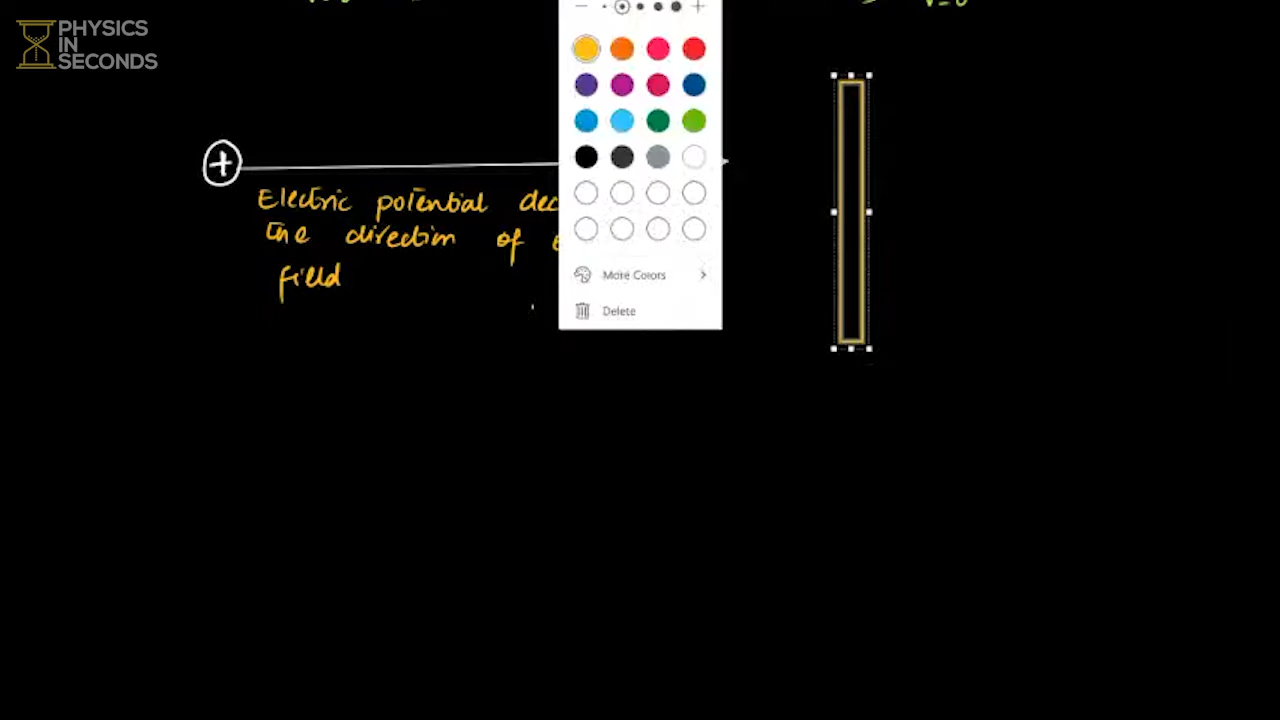 PHYSICS
IN
SECONDS
+
Electric potential dec
the direction of e
field
More Colors
Delete